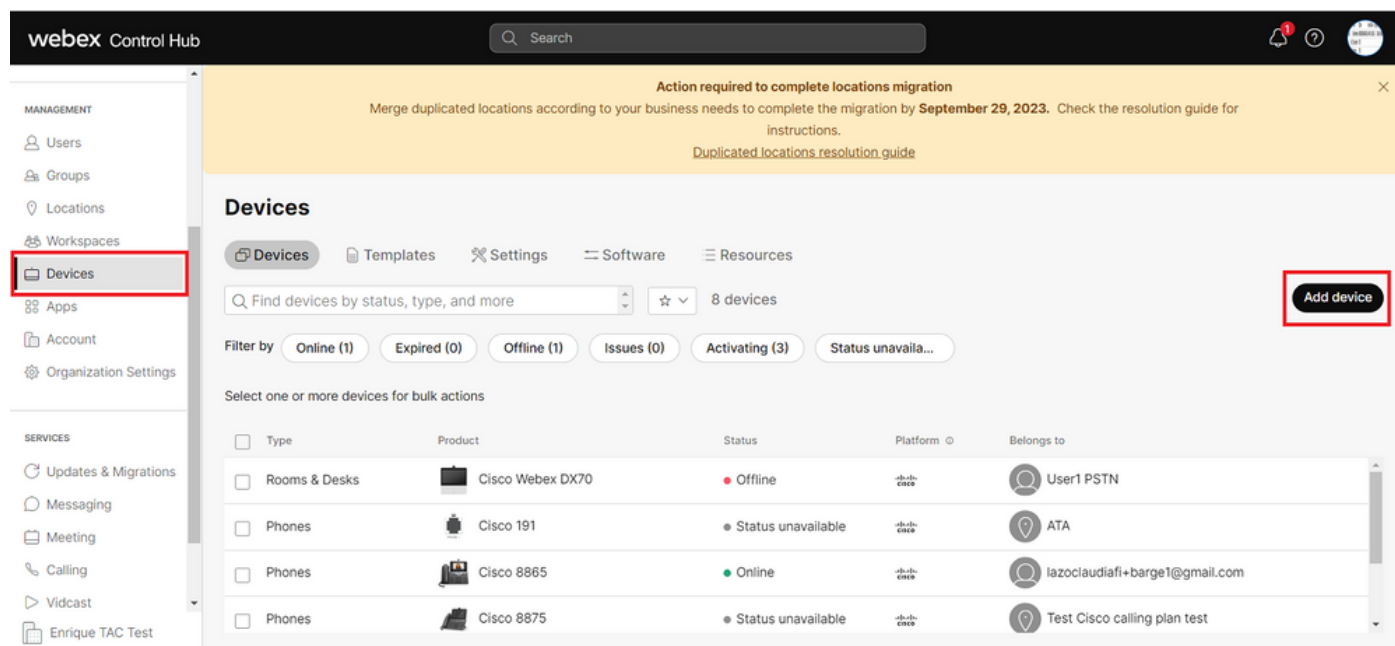 webex Control Hub
Search
1
Action required to complete locations migration
Merge duplicated locations according to your business needs to complete the migration by September 29, 2023. Check the resolution guide for
instructions.
Duplicated locations resolution guide
MANAGEMENT
Users
Groups
Locations
Workspaces
Devices
Apps
Account
Organization Settings
SERVICES
Updates & Migrations
Messaging
Meeting
Calling
Vidcast
Enrique TAC Test
Devices
Devices Templates Settings Software Resources
Find devices by status, type, and more 8 devices
Add device
Filter by Online (1) Expired (0) Offline (1) Issues (0) Activating (3) Status unavaila...
Select one or more devices for bulk actions
Type Product Status Platform Belongs to
Rooms & Desks Cisco Webex DX70 Offline cisco User1 PSTN
Phones Cisco 191 Status unavailable cisco ATA
Phones Cisco 8865 Online cisco lazoclaudiafi+barge1@gmail.com
Phones Cisco 8875 Status unavailable cisco Test Cisco calling plan test